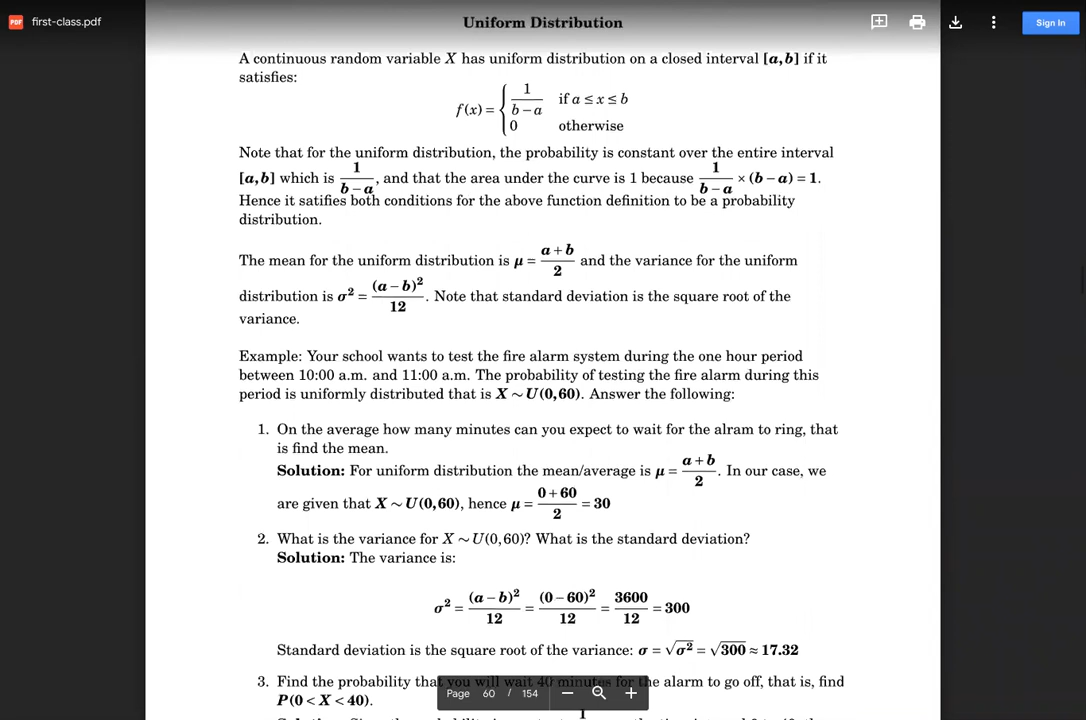 first-class.pdf
Uniform Distribution
Sign In
A continuous random variable X has uniform distribution on a closed interval [a,b] if it
satisfies:
f(x) = { 1/(b−a) if a ≤ x ≤ b
0 otherwise
Note that for the uniform distribution, the probability is constant over the entire interval
[a,b] which is 1/(b−a), and that the area under the curve is 1 because 1/(b−a) × (b−a) = 1.
Hence it satifies both conditions for the above function definition to be a probability
distribution.
The mean for the uniform distribution is μ = (a+b)/2 and the variance for the uniform
distribution is σ² = (a−b)²/12. Note that standard deviation is the square root of the
variance.
Example: Your school wants to test the fire alarm system during the one hour period
between 10:00 a.m. and 11:00 a.m. The probability of testing the fire alarm during this
period is uniformly distributed that is X ∼ U(0,60). Answer the following:
1. On the average how many minutes can you expect to wait for the alram to ring, that
is find the mean.
Solution: For uniform distribution the mean/average is μ = (a+b)/2. In our case, we
are given that X ∼ U(0,60), hence μ = (0+60)/2 = 30
2. What is the variance for X ∼ U(0,60)? What is the standard deviation?
Solution: The variance is:
σ² = (a−b)²/12 = (0−60)²/12 = 3600/12 = 300
Standard deviation is the square root of the variance: σ = √σ² = √300 ≈ 17.32
3. Find the probability that you will wait 40 minutes for the alarm to go off, that is, find
P(0 < X < 40).
Page 60 / 154